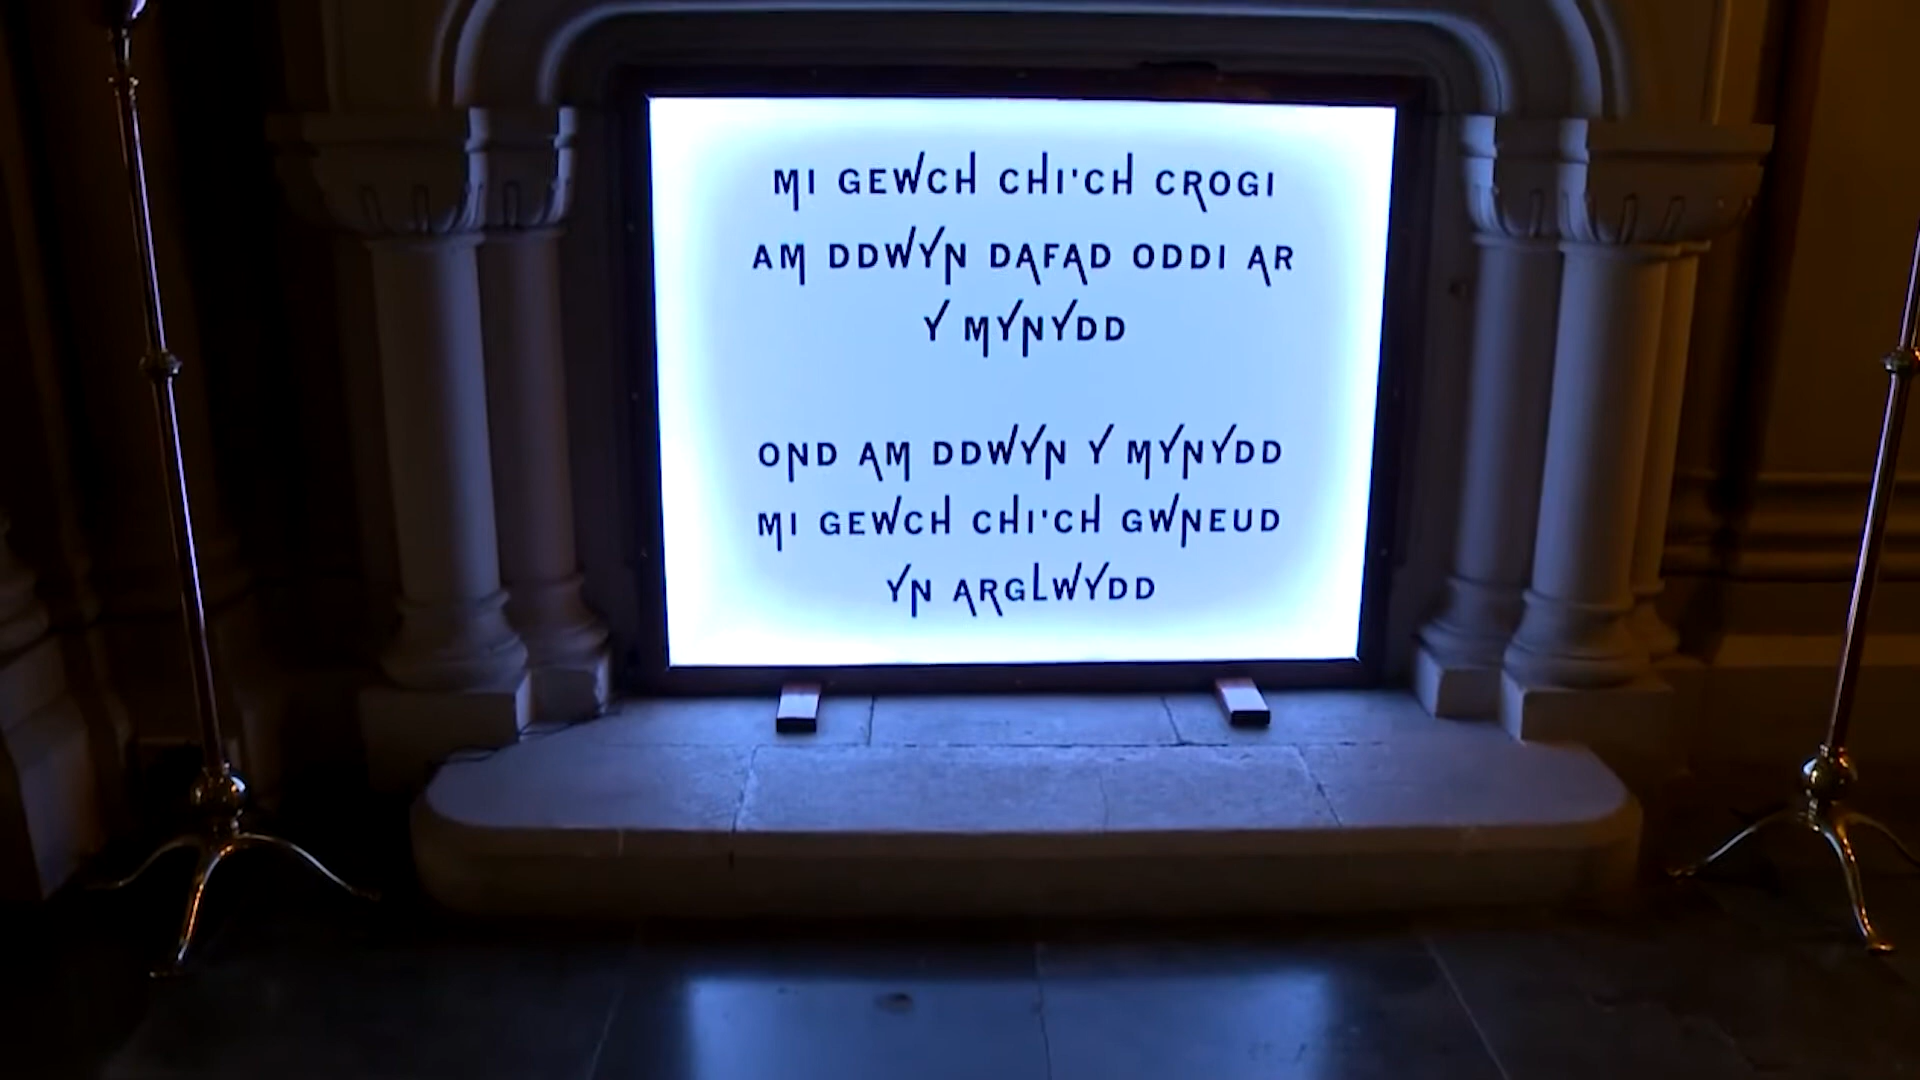 MI GEWCH CHI'CH CROGI
AM DDWYN DAFAD ODDI AR
Y MYNYDD
OND AM DDWYN Y MYNYDD
MI GEWCH CHI'CH GWNEUD
YN ARGLWYDD